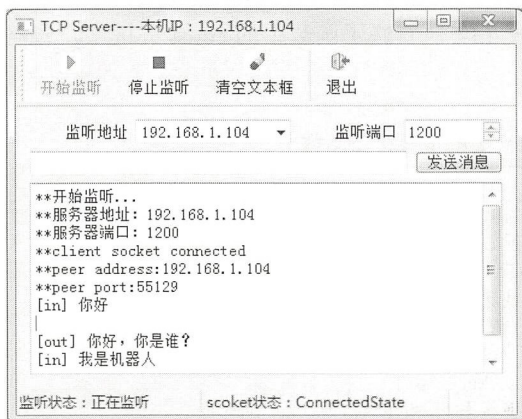 TCP Server----本机IP：192.168.1.104
开始监听 停止监听 清空文本框 退出
监听地址 192.168.1.104 监听端口 1200
发送消息
**开始监听...
**服务器地址: 192.168.1.104
**服务器端口: 1200
**client socket connected
**peer address:192.168.1.104
**peer port:55129
[in] 你好
[out] 你好，你是谁?
[in] 我是机器人
监听状态：正在监听 scoket状态：ConnectedState